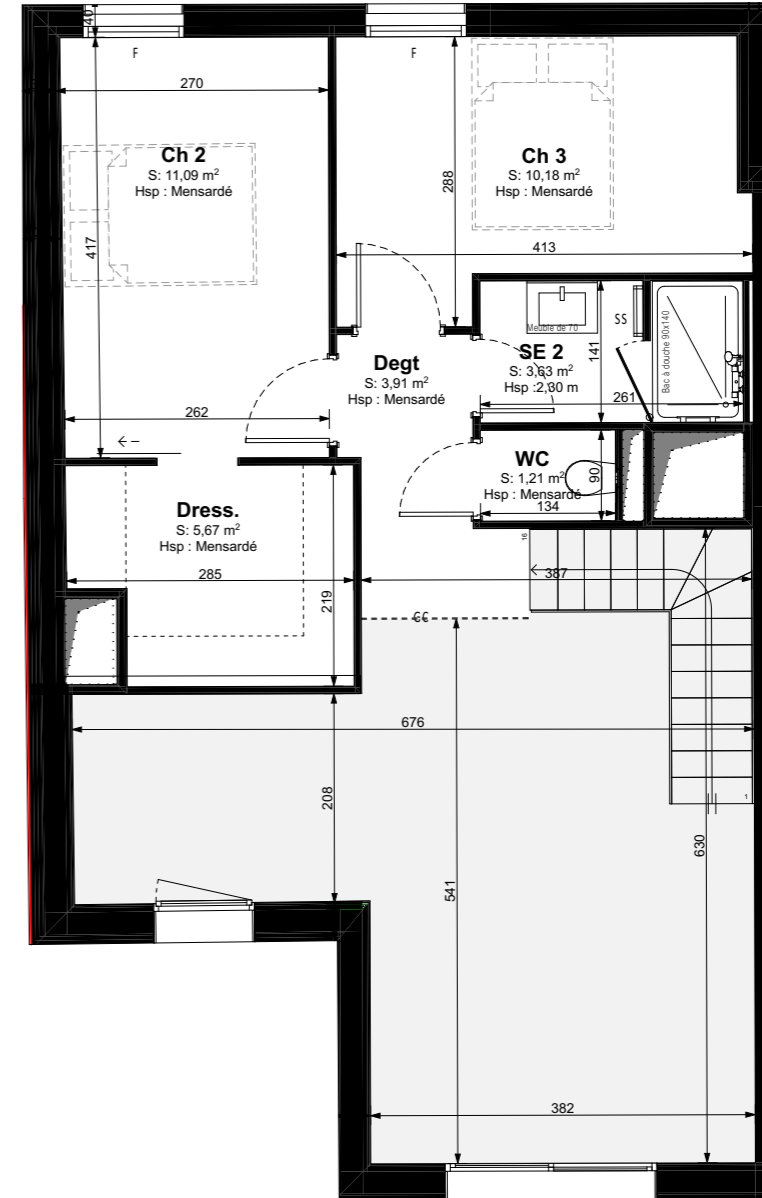 40
F
F
270
Ch 2
S: 11,09 m²
Hsp : Mensardé
Ch 3
S: 10,18 m²
Hsp : Mensardé
288
417
413
Meuble de 70
SS
Bac à douche 90x140
141
SE 2
S: 3,63 m²
Hsp :2,30 m
261
Degt
S: 3,91 m²
Hsp : Mensardé
262
WC
S: 1,21 m²
Hsp : Mensardé
90
134
Dress.
S: 5,67 m²
Hsp : Mensardé
16
285
387
219
GC
676
208
1
630
541
382